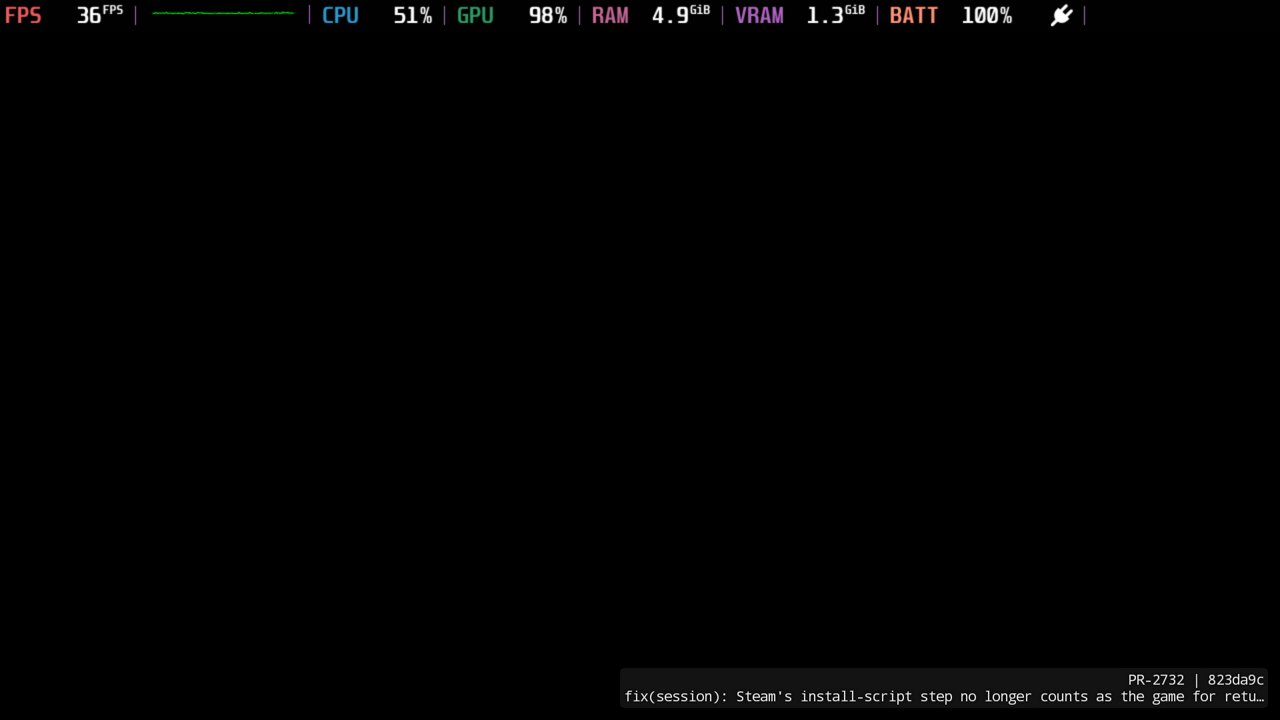 FPS 36FPS | | CPU 51% | GPU 98% | RAM 4.9GiB | VRAM 1.3GiB | BATT 100% |
PR-2732 | 823da9c
fix(session): Steam's install-script step no longer counts as the game for retu…